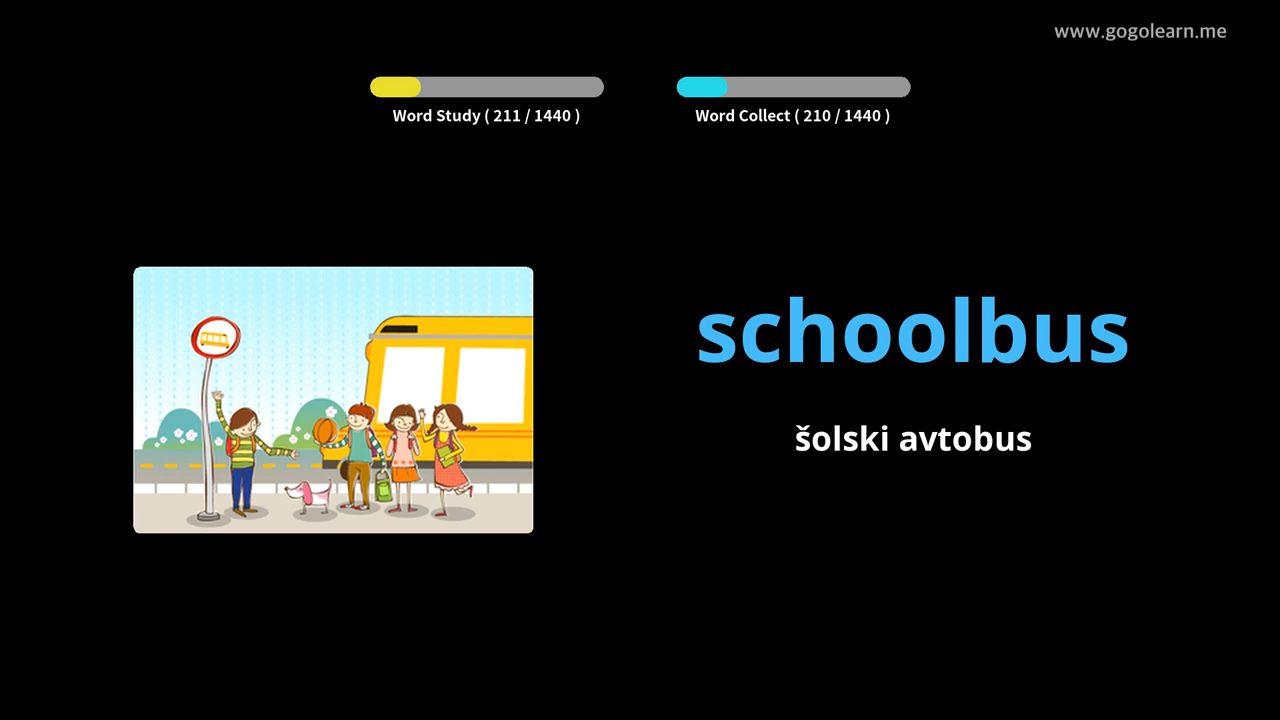 www.gogolearn.me
Word Study ( 211 / 1440 )
Word Collect ( 210 / 1440 )
schoolbus
šolski avtobus